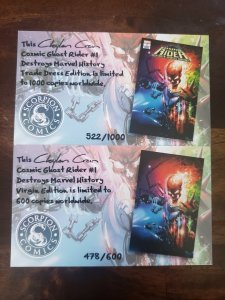 This Clayton Crain
Cosmic Ghost Rider #1
Destroys Marvel History
Trade Dress Edition is limited
to 1000 copies worldwide.
SCORPION
COMICS
522/1000
RIDER
This Clayton Crain
Cosmic Ghost Rider #1
Destroys Marvel History
Virgin Edition is limited to
600 copies worldwide.
SCORPION
COMICS
478/600